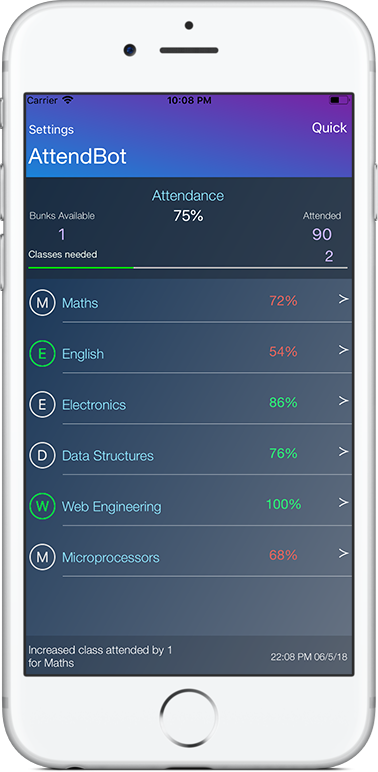 Carrier 10:08 PM
Settings Quick
AttendBot
Attendance
Bunks Available 75% Attended
1 90
Classes needed 2
M Maths 72% >
E English 54% >
E Electronics 86% >
D Data Structures 76% >
W Web Engineering 100% >
M Microprocessors 68% >
Increased class attended by 1
for Maths
22:08 PM 06/5/18